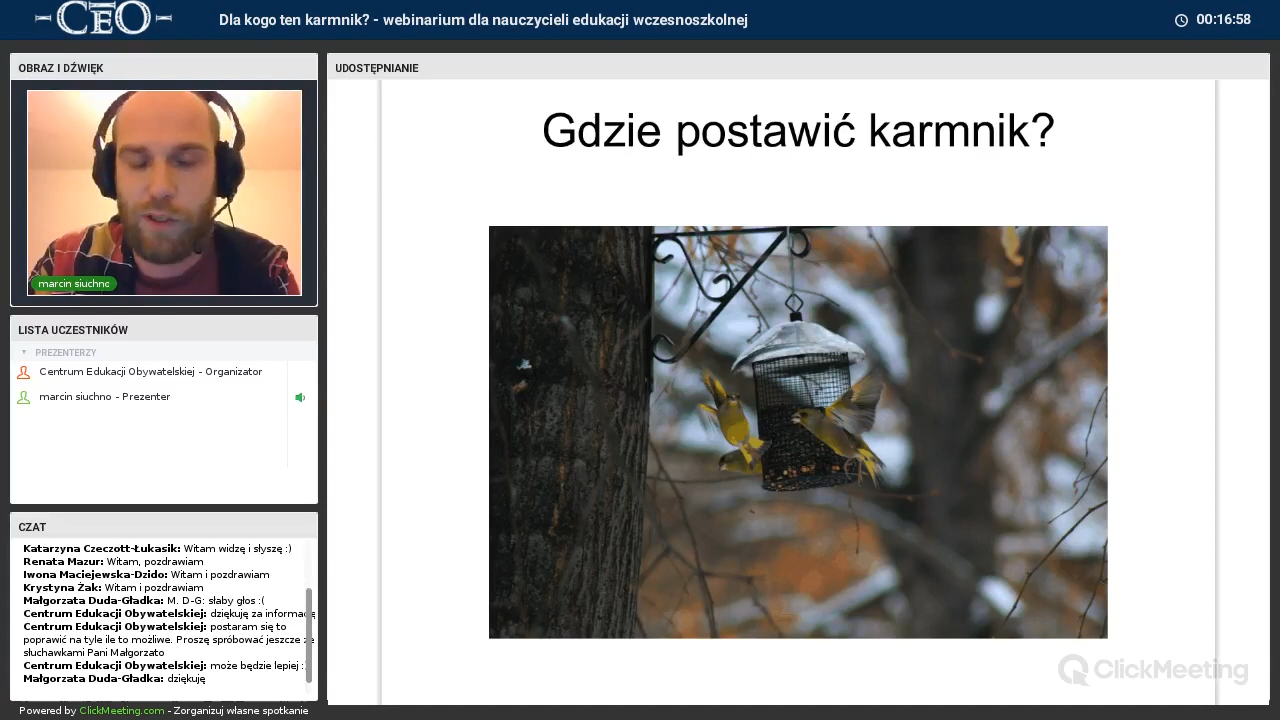 CEO
Dla kogo ten karmnik? - webinarium dla nauczycieli edukacji wczesnoszkolnej
00:16:58
OBRAZ I DŹWIĘK
marcin siuchno
LISTA UCZESTNIKÓW
PREZENTERZY
Centrum Edukacji Obywatelskiej - Organizator
marcin siuchno - Prezenter
CZAT
Katarzyna Czeczott-Łukasik: Witam widzę i słyszę :)
Renata Mazur: Witam, pozdrawiam
Iwona Maciejewska-Dzido: Witam i pozdrawiam
Krystyna Żak: Witam i pozdrawiam
Małgorzata Duda-Gładka: M. D-G: słaby głos :(
Centrum Edukacji Obywatelskiej: dziękuję za informację
Centrum Edukacji Obywatelskiej: postaram się to
poprawić na tyle ile to możliwe. Proszę spróbować jeszcze ze
słuchawkami Pani Małgorzato
Centrum Edukacji Obywatelskiej: może będzie lepiej :
Małgorzata Duda-Gładka: dziękuję
Powered by ClickMeeting.com - Zorganizuj własne spotkanie
UDOSTĘPNIANIE
Gdzie postawić karmnik?
ClickMeeting